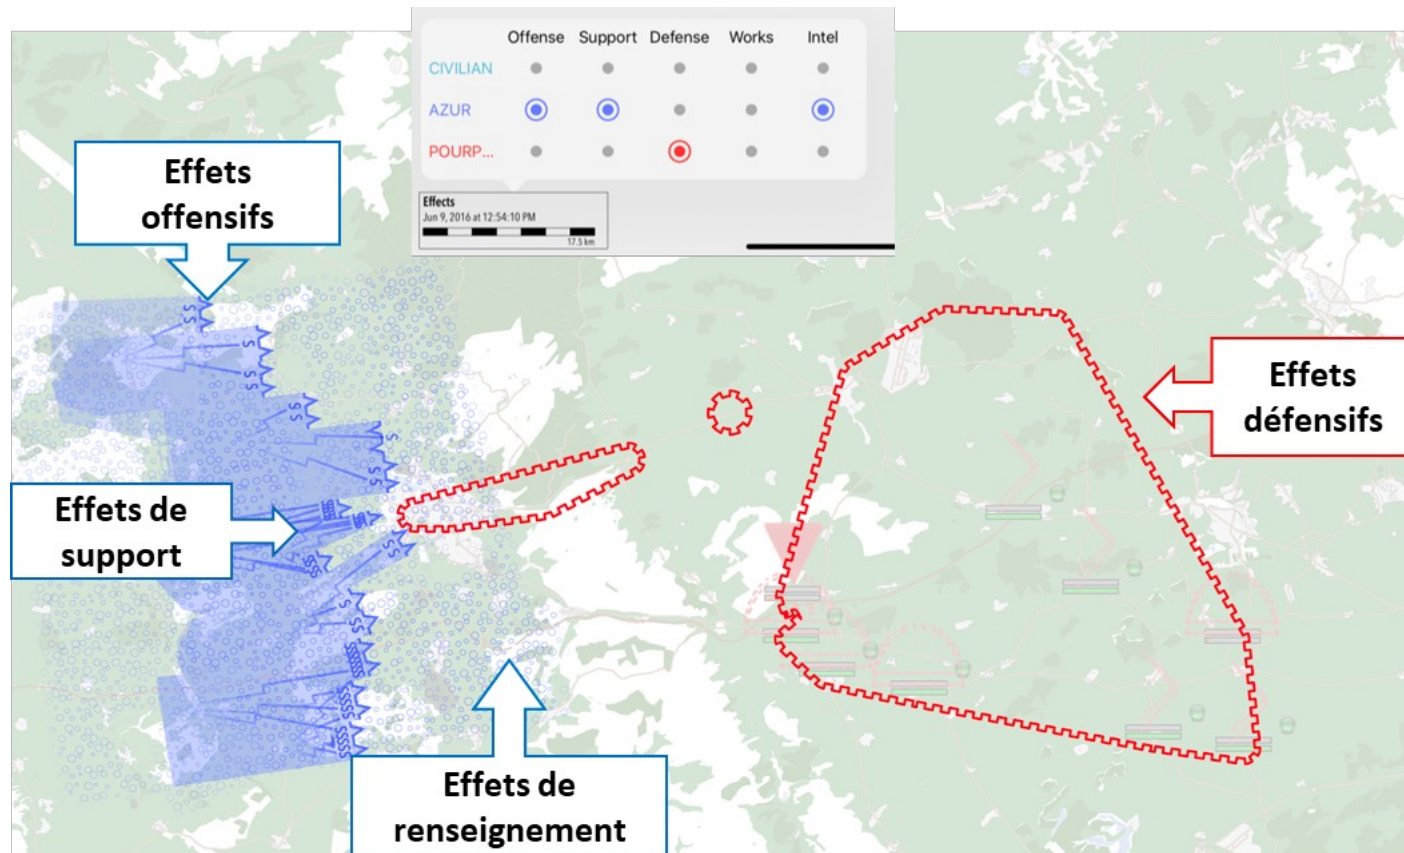 Offense Support Defense Works Intel
CIVILIAN
AZUR
POURP...
Effects
Jun 9, 2016 at 12:54:10 PM
17.5 km
Effets
offensifs
Effets
défensifs
Effets de
support
Effets de
renseignement